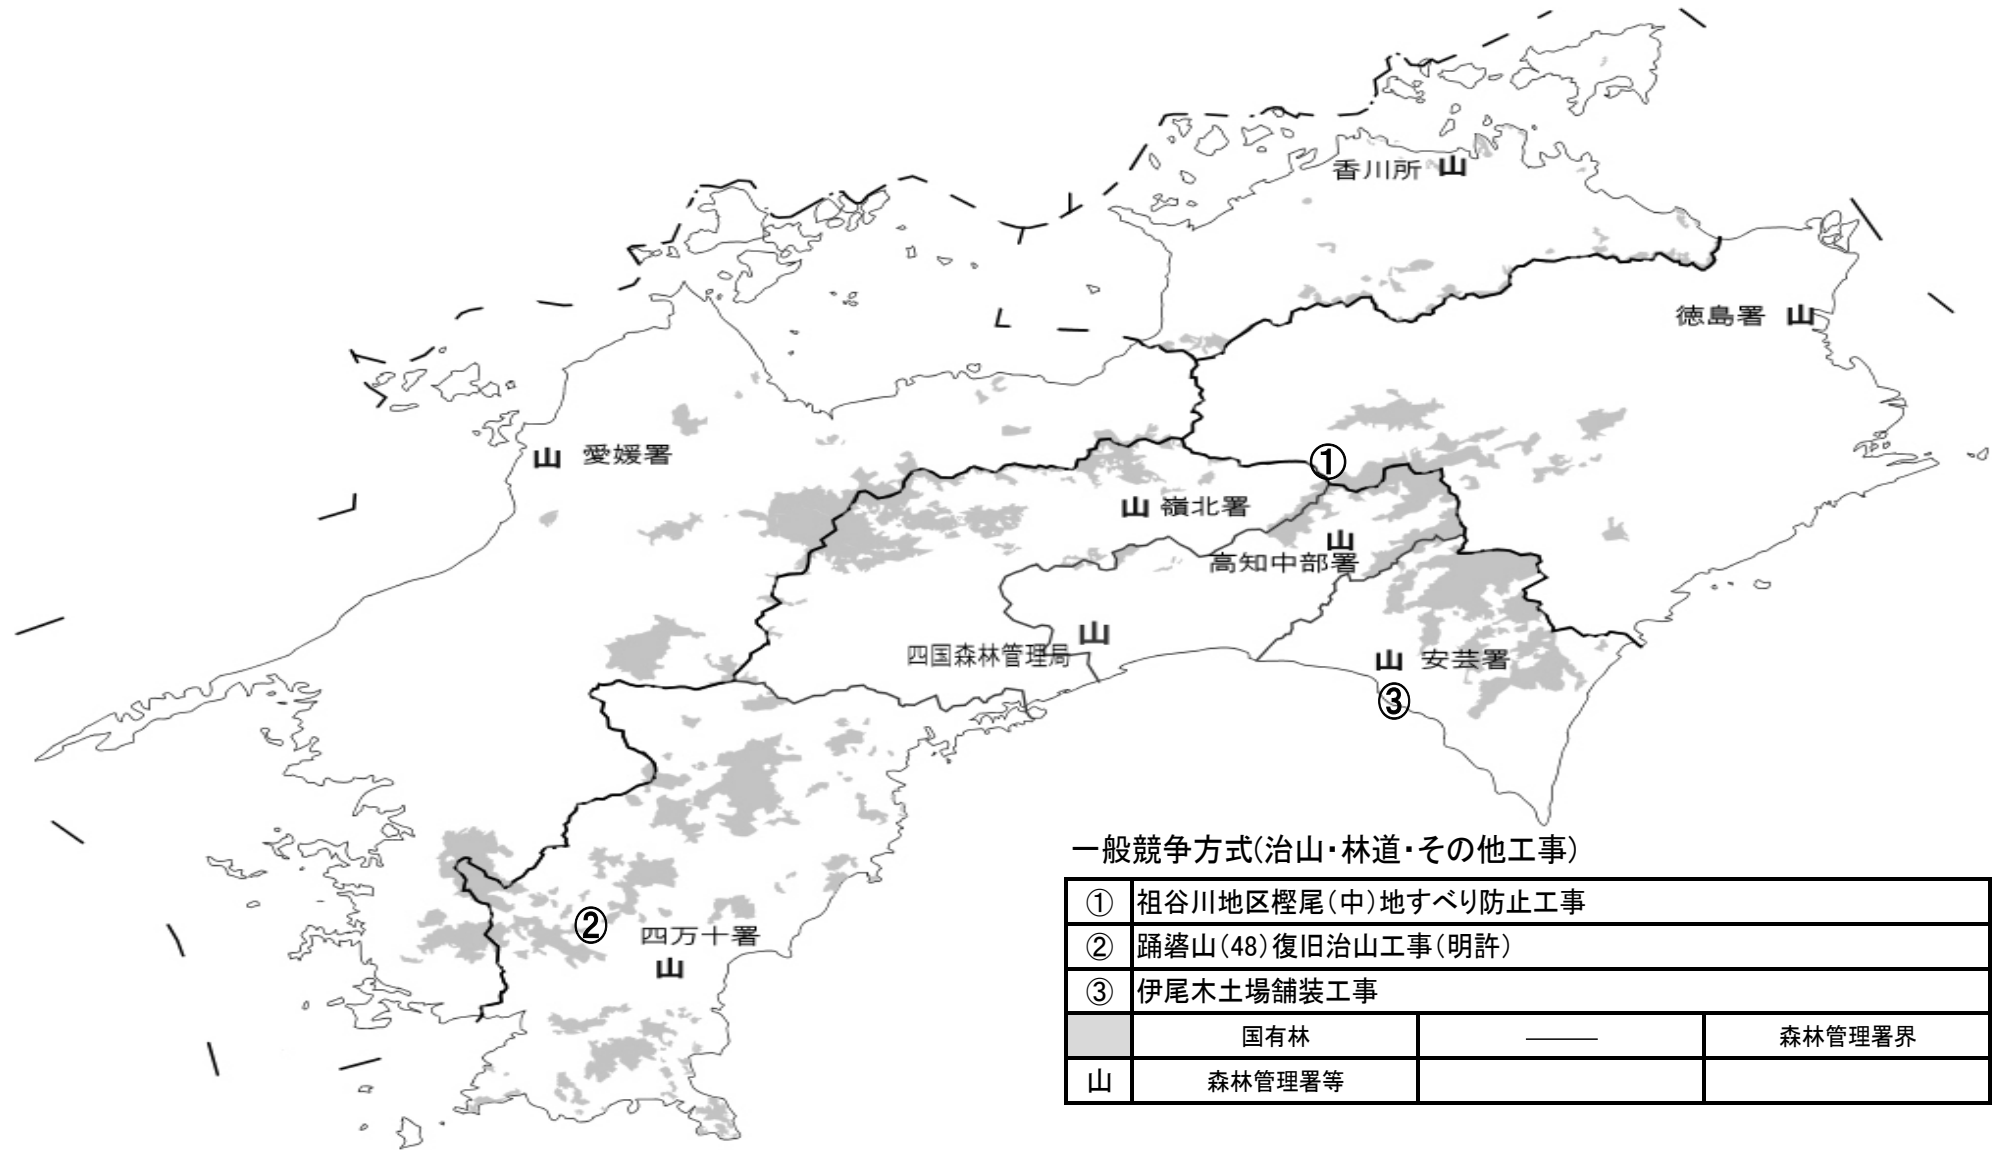 香川所 山
徳島署 山
山 愛媛署
①
山 嶺北署
山
高知中部署
山
四国森林管理局
山 安芸署
③
②
四万十署
山
一般競争方式(治山・林道・その他工事)
① 祖谷川地区樫尾(中)地すべり防止工事
② 踊碆山(48)復旧治山工事(明許)
③ 伊尾木土場舗装工事
国有林 ――― 森林管理署界
山 森林管理署等